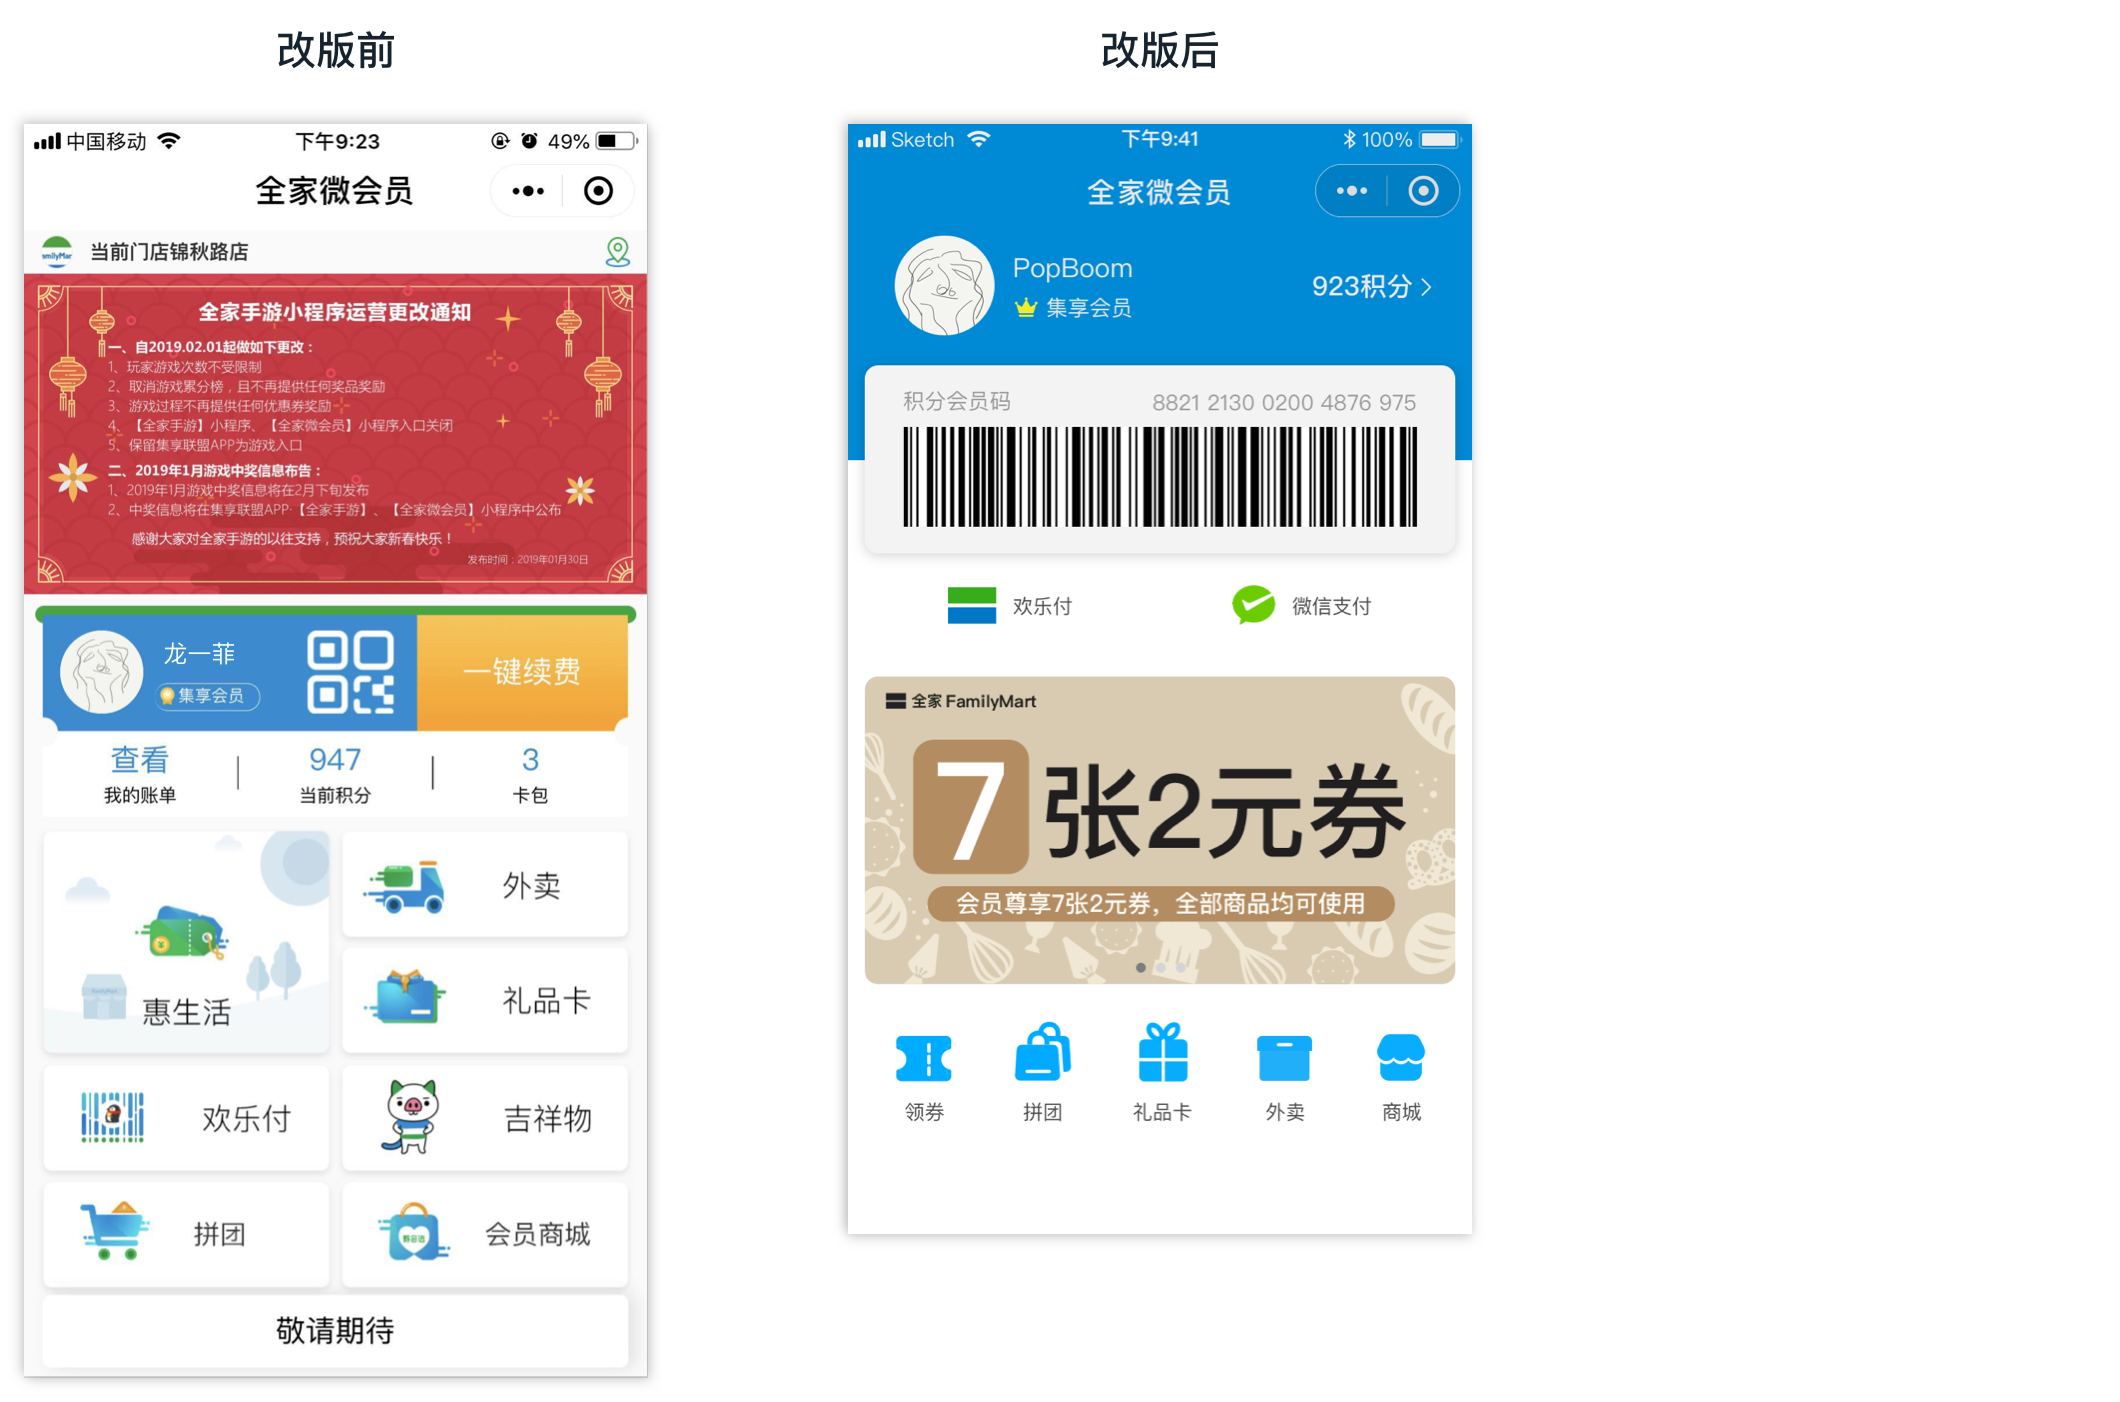 改版前
中国移动
下午9:23
49%
全家微会员
当前门店锦秋路店
全家手游小程序运营更改通知
一、自2019.02.01起做如下更改：
1、玩家游戏次数不受限制
2、取消游戏累分榜，且不再提供任何奖品奖励
3、游戏过程不再提供任何优惠券奖励
4、【全家手游】小程序、【全家微会员】小程序入口关闭
5、保留集享联盟APP为游戏入口
二、2019年1月游戏中奖信息布告：
1、2019年1月游戏中奖信息将在2月下旬发布
2、中奖信息将在集享联盟APP·【全家手游】、【全家微会员】小程序中公布
感谢大家对全家手游的以往支持，预祝大家新春快乐！
发布时间：2019年01月30日
龙一菲
集享会员
一键续费
查看
我的账单
947
当前积分
3
卡包
惠生活
外卖
礼品卡
欢乐付
吉祥物
拼团
会员商城
敬请期待
改版后
Sketch
下午9:41
100%
全家微会员
PopBoom
集享会员
923积分
积分会员码
8821 2130 0200 4876 975
欢乐付
微信支付
全家 FamilyMart
7张2元券
会员尊享7张2元券，全部商品均可使用
领券
拼团
礼品卡
外卖
商城